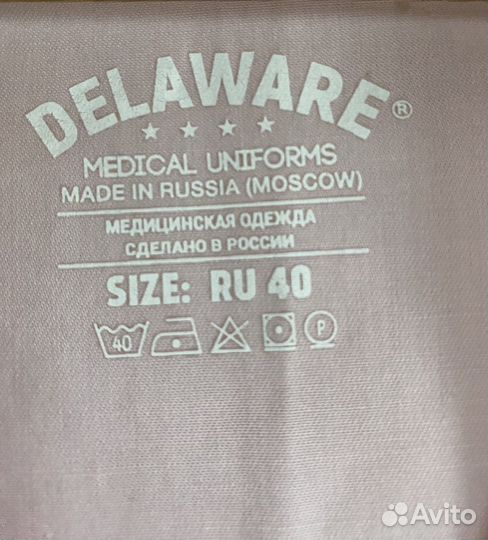 DELAWARE®
MEDICAL UNIFORMS
MADE IN RUSSIA (MOSCOW)
МЕДИЦИНСКАЯ ОДЕЖДА
СДЕЛАНО В РОССИИ
SIZE: RU 40
40 P
Avito